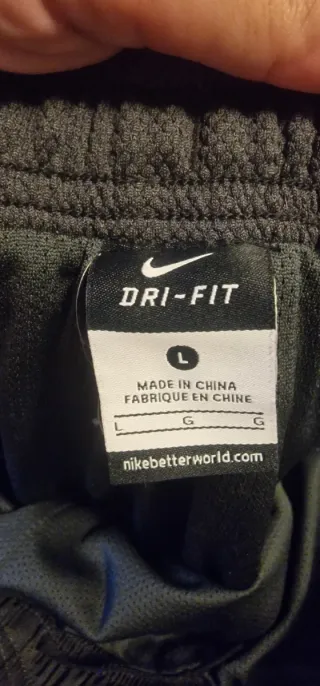 DRI-FIT
L
MADE IN CHINA
FABRIQUE EN CHINE
L G G
nikebetterworld.com